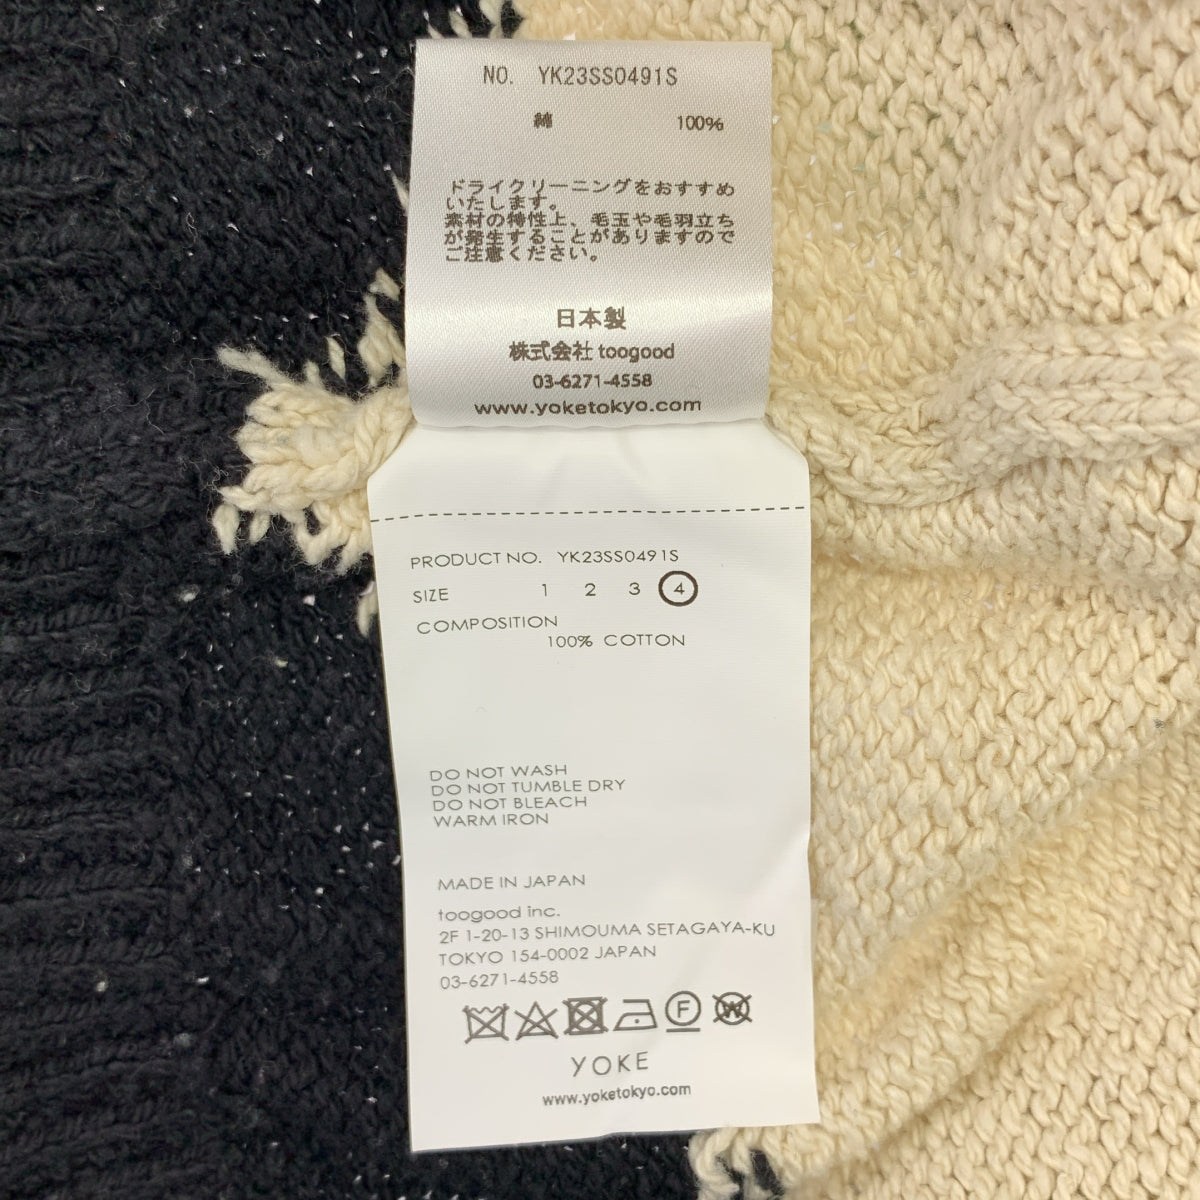 NO. YK23SS0491S
綿 100%
ドライクリーニングをおすすめ
いたします。
素材の特性上、毛玉や毛羽立ち
が発生することがありますので
ご注意ください。
日本製
株式会社 toogood
03-6271-4558
www.yoketokyo.com
PRODUCT NO. YK23SS0491S
SIZE 1 2 3 4
COMPOSITION
100% COTTON
DO NOT WASH
DO NOT TUMBLE DRY
DO NOT BLEACH
WARM IRON
MADE IN JAPAN
toogood inc.
2F 1-20-13 SHIMOUMA SETAGAYA-KU
TOKYO 154-0002 JAPAN
03-6271-4558
F W
YOKE
www.yoketokyo.com